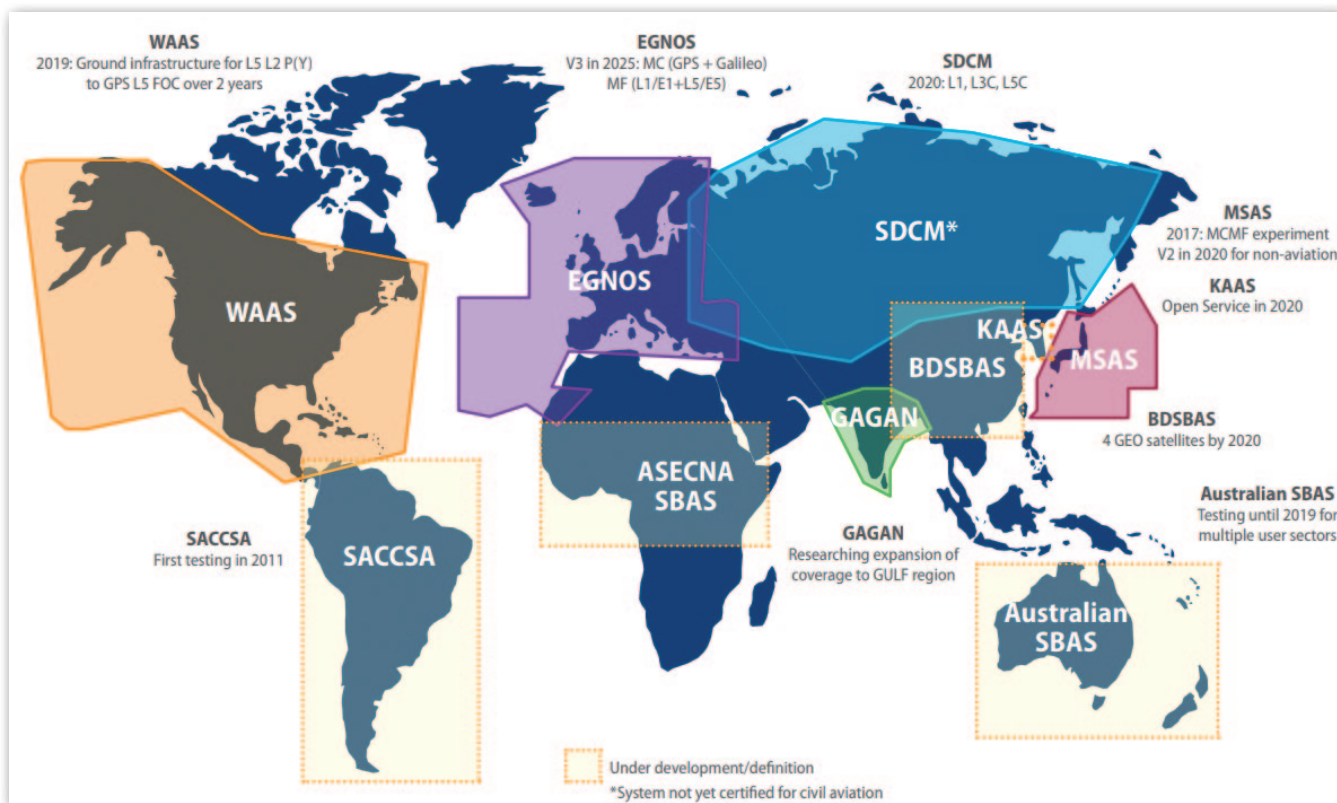 WAAS
2019: Ground infrastructure for L5 L2 P(Y)
to GPS L5 FOC over 2 years
EGNOS
V3 in 2025: MC (GPS + Galileo)
MF (L1/E1+L5/E5)
SDCM
2020: L1, L3C, L5C
MSAS
2017: MCMF experiment
V2 in 2020 for non-aviation
KAAS
Open Service in 2020
SDCM*
WAAS
EGNOS
KAAS
MSAS
BDSBAS
GAGAN
BDSBAS
4 GEO satellites by 2020
ASECNA
SBAS
Australian SBAS
Testing until 2019 for
multiple user sectors
SACCSA
First testing in 2011
SACCSA
GAGAN
Researching expansion of
coverage to GULF region
Australian
SBAS
Under development/definition
*System not yet certified for civil aviation